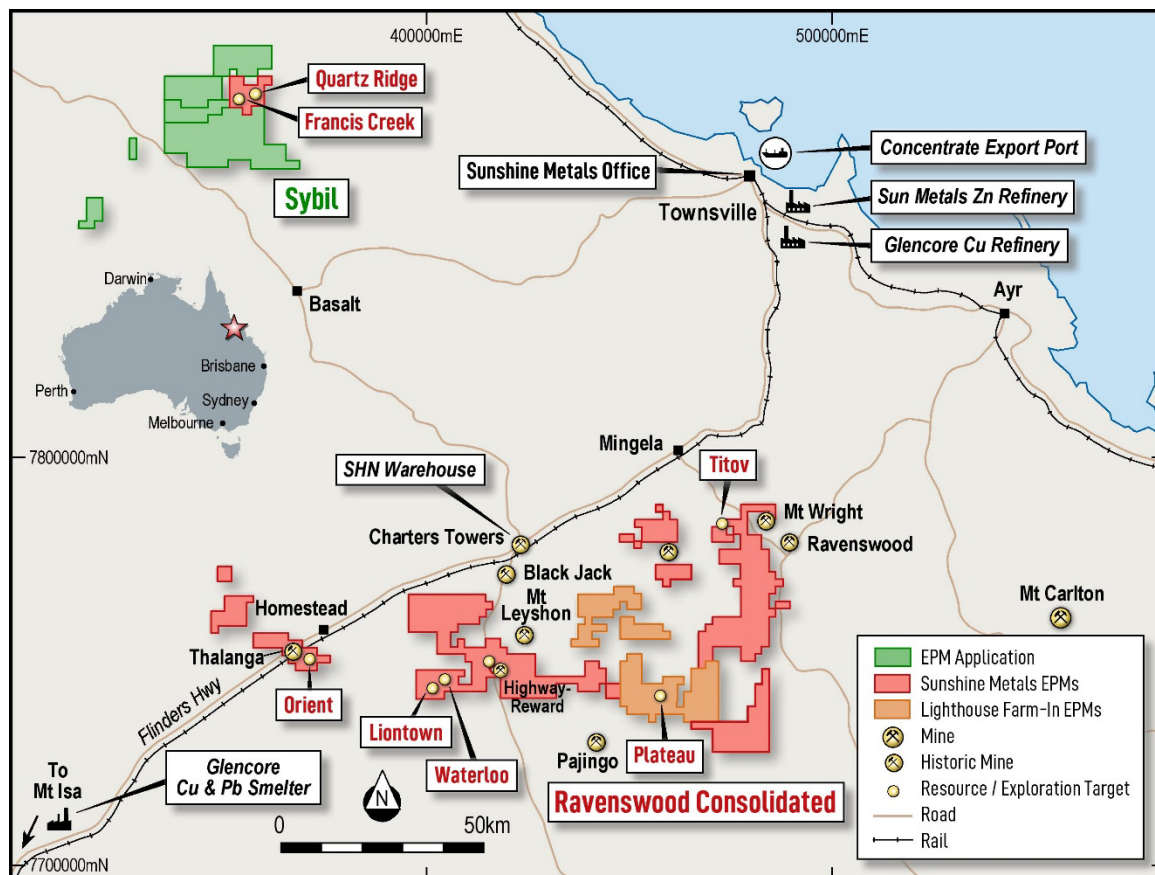 400000mE
500000mE
Quartz Ridge
Francis Creek
Sybil
Concentrate Export Port
Sunshine Metals Office
Sun Metals Zn Refinery
Townsville
Glencore Cu Refinery
Darwin
Basalt
Ayr
Brisbane
Perth
Sydney
Melbourne
Mingela
7800000mN
SHN Warehouse
Titov
Mt Wright
Charters Towers
Ravenswood
Black Jack
Mt
Leyshon
Mt Carlton
Homestead
Thalanga
Highway-
Reward
Orient
Flinders Hwy
Liontown
Waterloo
Pajingo
Plateau
To
Mt Isa
Glencore
Cu & Pb Smelter
N
Ravenswood Consolidated
0
50km
7700000mN
EPM Application
Sunshine Metals EPMs
Lighthouse Farm-In EPMs
Mine
Historic Mine
Resource / Exploration Target
Road
Rail